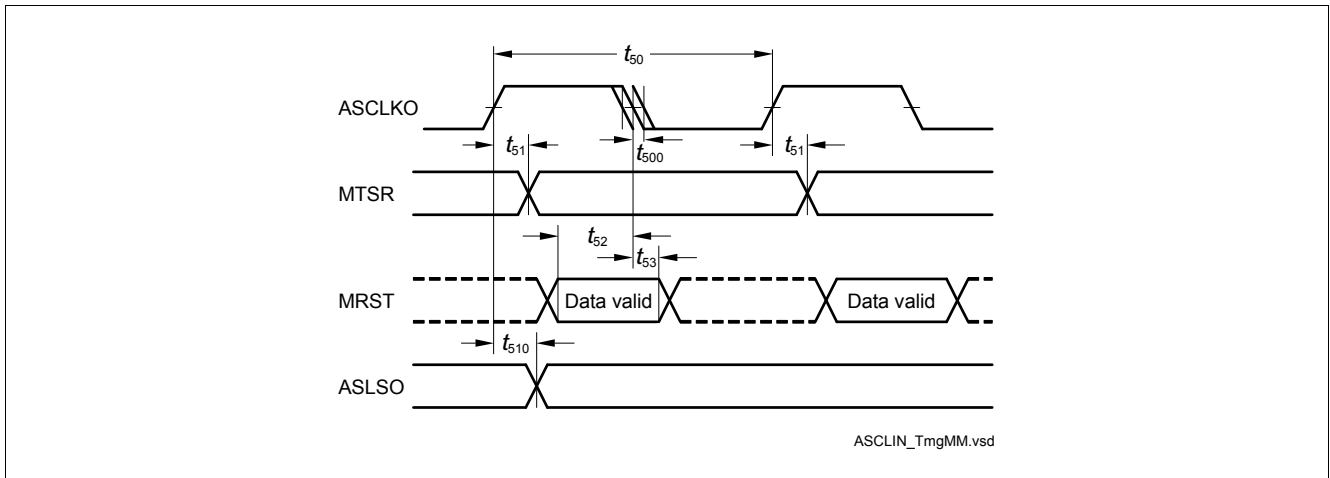 t50
ASCLKO
t51
t500
t51
MTSR
t52
t53
MRST
Data valid
Data valid
t510
ASLSO
ASCLIN_TmgMM.vsd